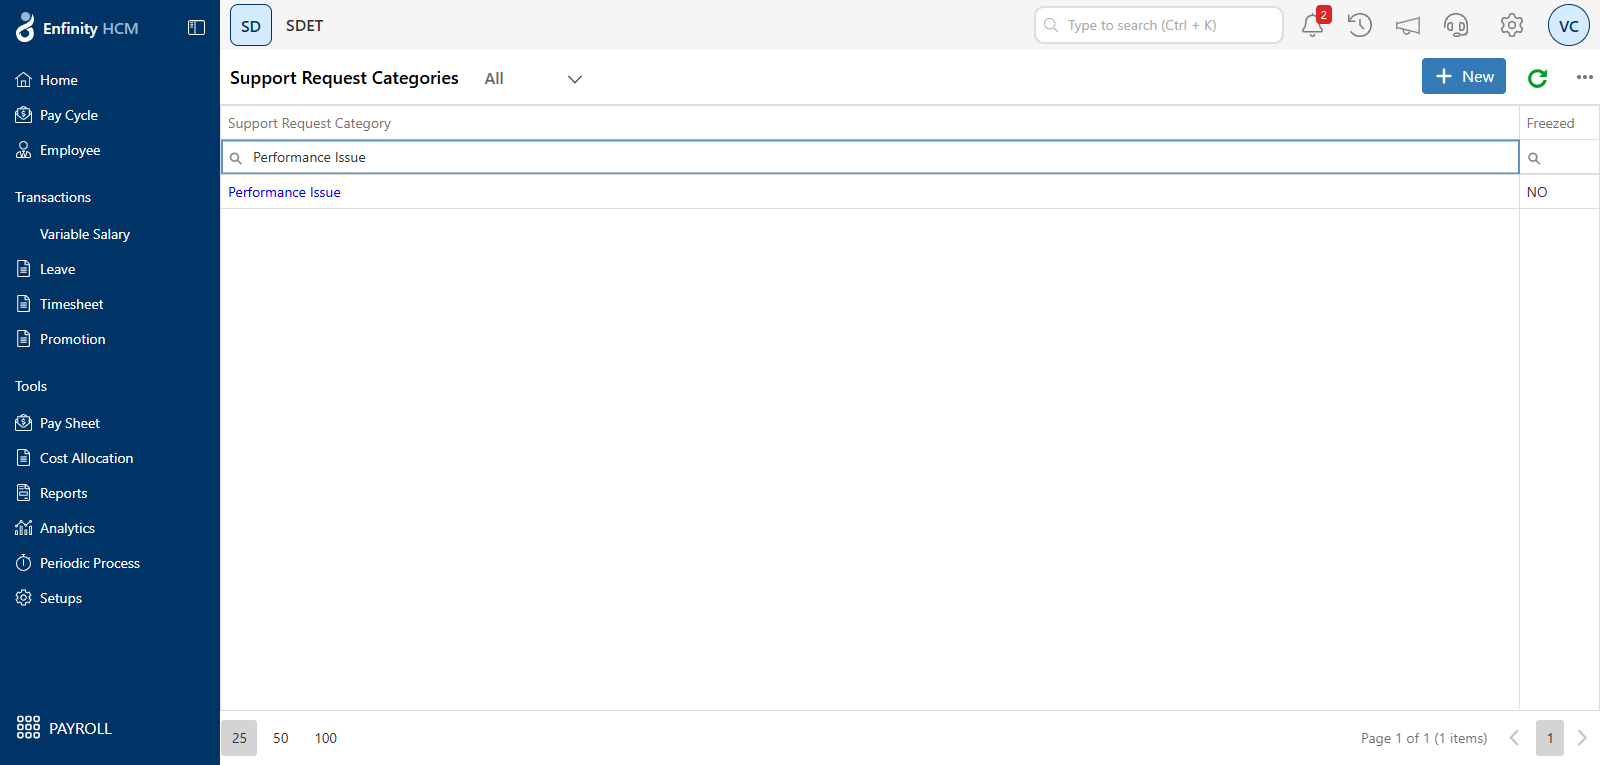 Enfinity HCM
SD SDET
Type to search (Ctrl + K)
2
VC
Home
Pay Cycle
Employee
Transactions
Variable Salary
Leave
Timesheet
Promotion
Tools
Pay Sheet
Cost Allocation
Reports
Analytics
Periodic Process
Setups
PAYROLL
Support Request Categories All
New
Support Request Category Freezed
Performance Issue
Performance Issue NO
25 50 100
Page 1 of 1 (1 items) 1